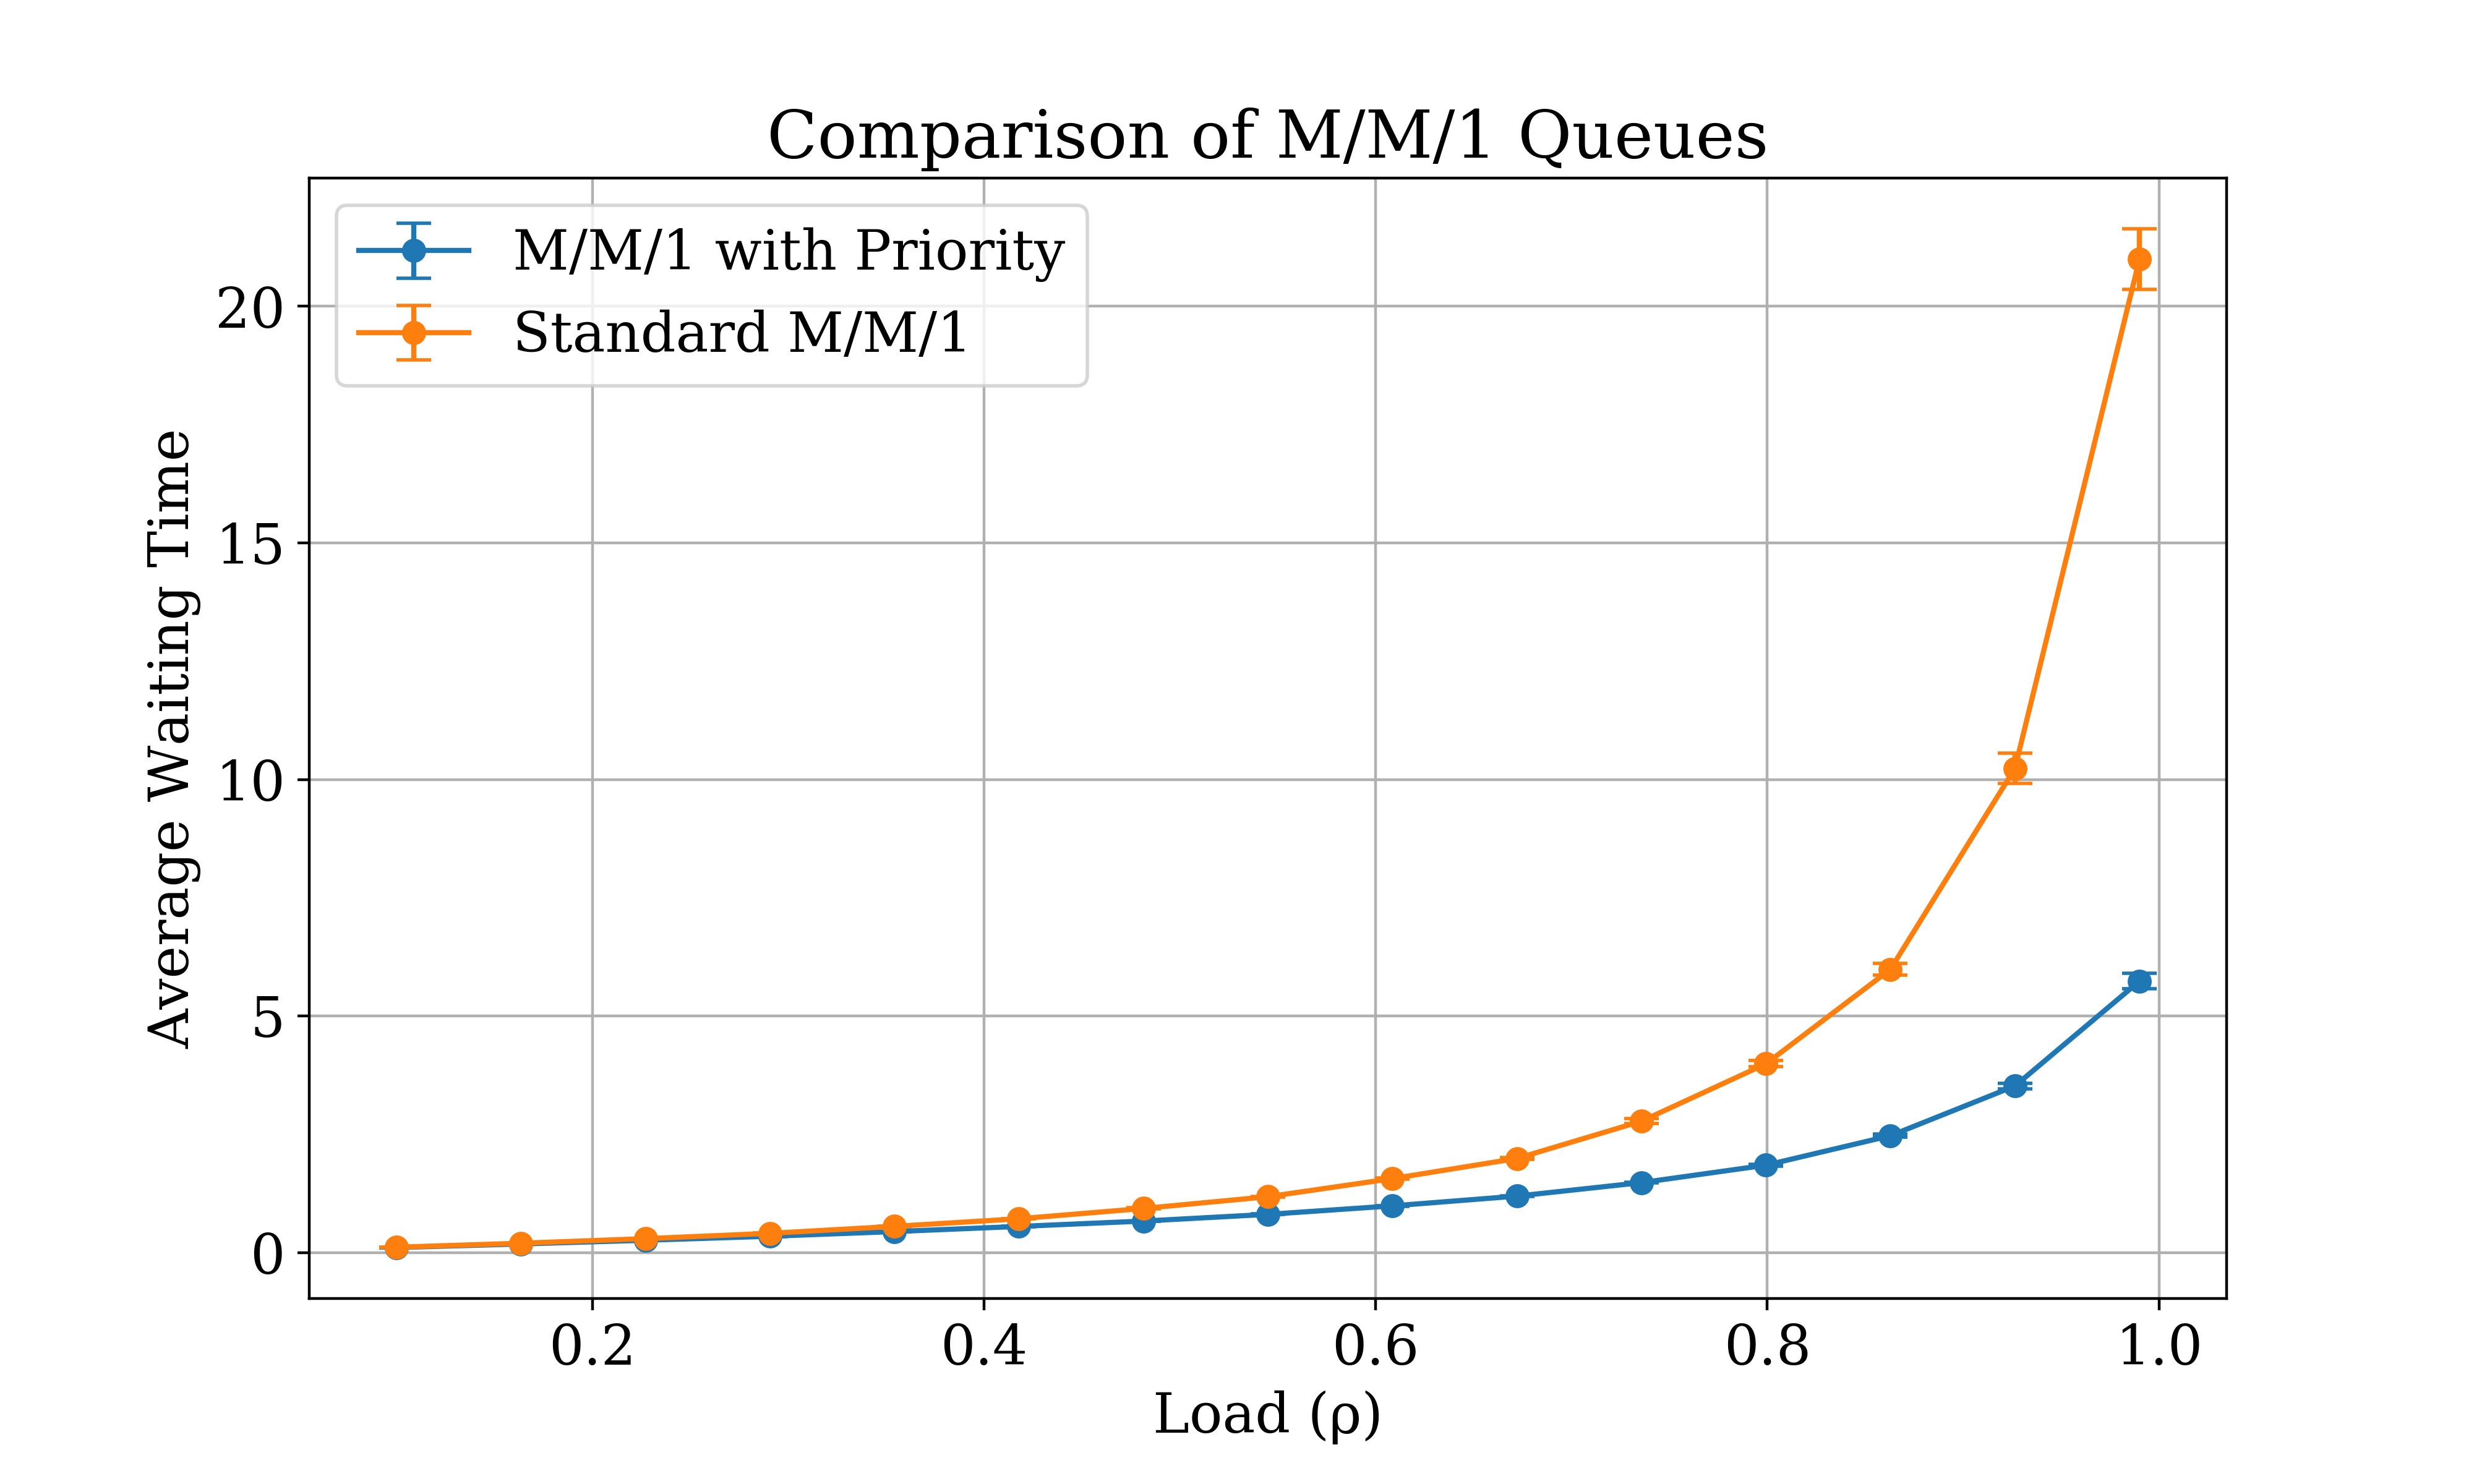 Comparison of M/M/1 Queues
M/M/1 with Priority
Standard M/M/1
Average Waiting Time
20
15
10
5
0
0.2 0.4 0.6 0.8 1.0
Load (ρ)